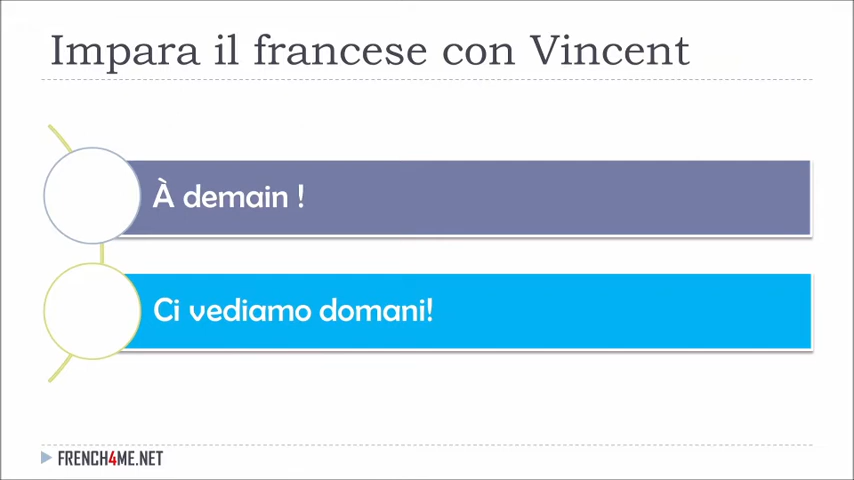 Impara il francese con Vincent
À demain !
Ci vediamo domani!
FRENCH4ME.NET